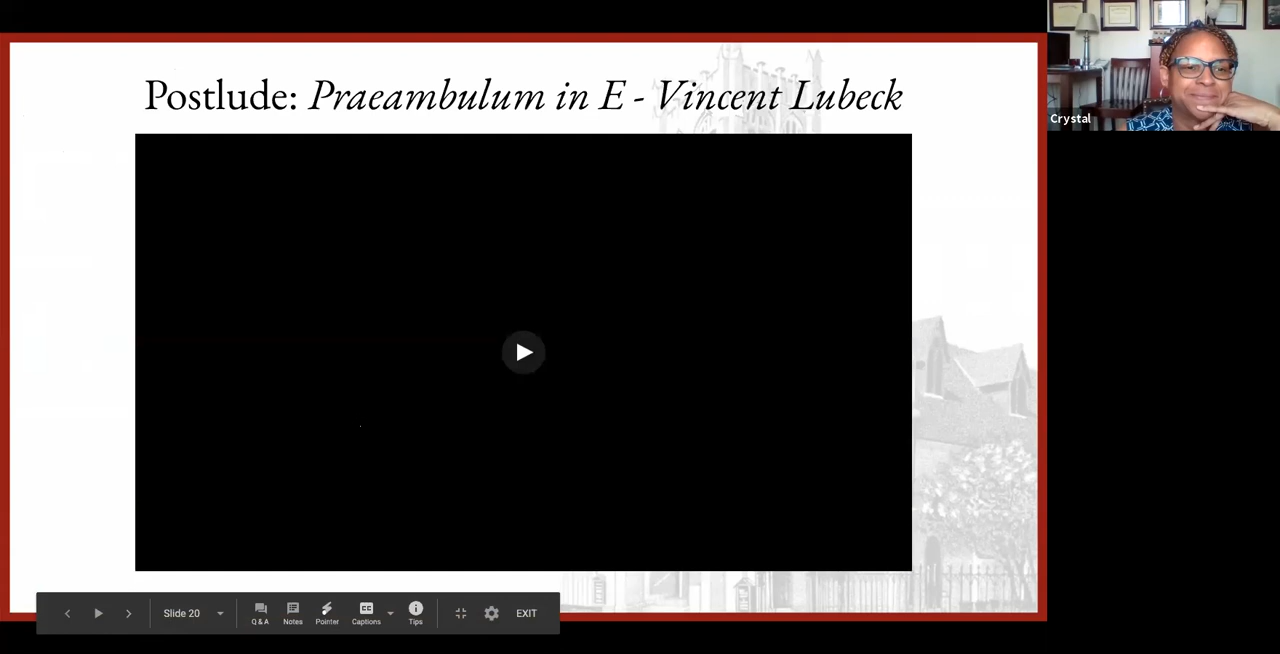 Postlude: Praeambulum in E - Vincent Lubeck
Crystal
Slide 20
Q & A
Notes
Pointer
CC
Captions
Tips
EXIT